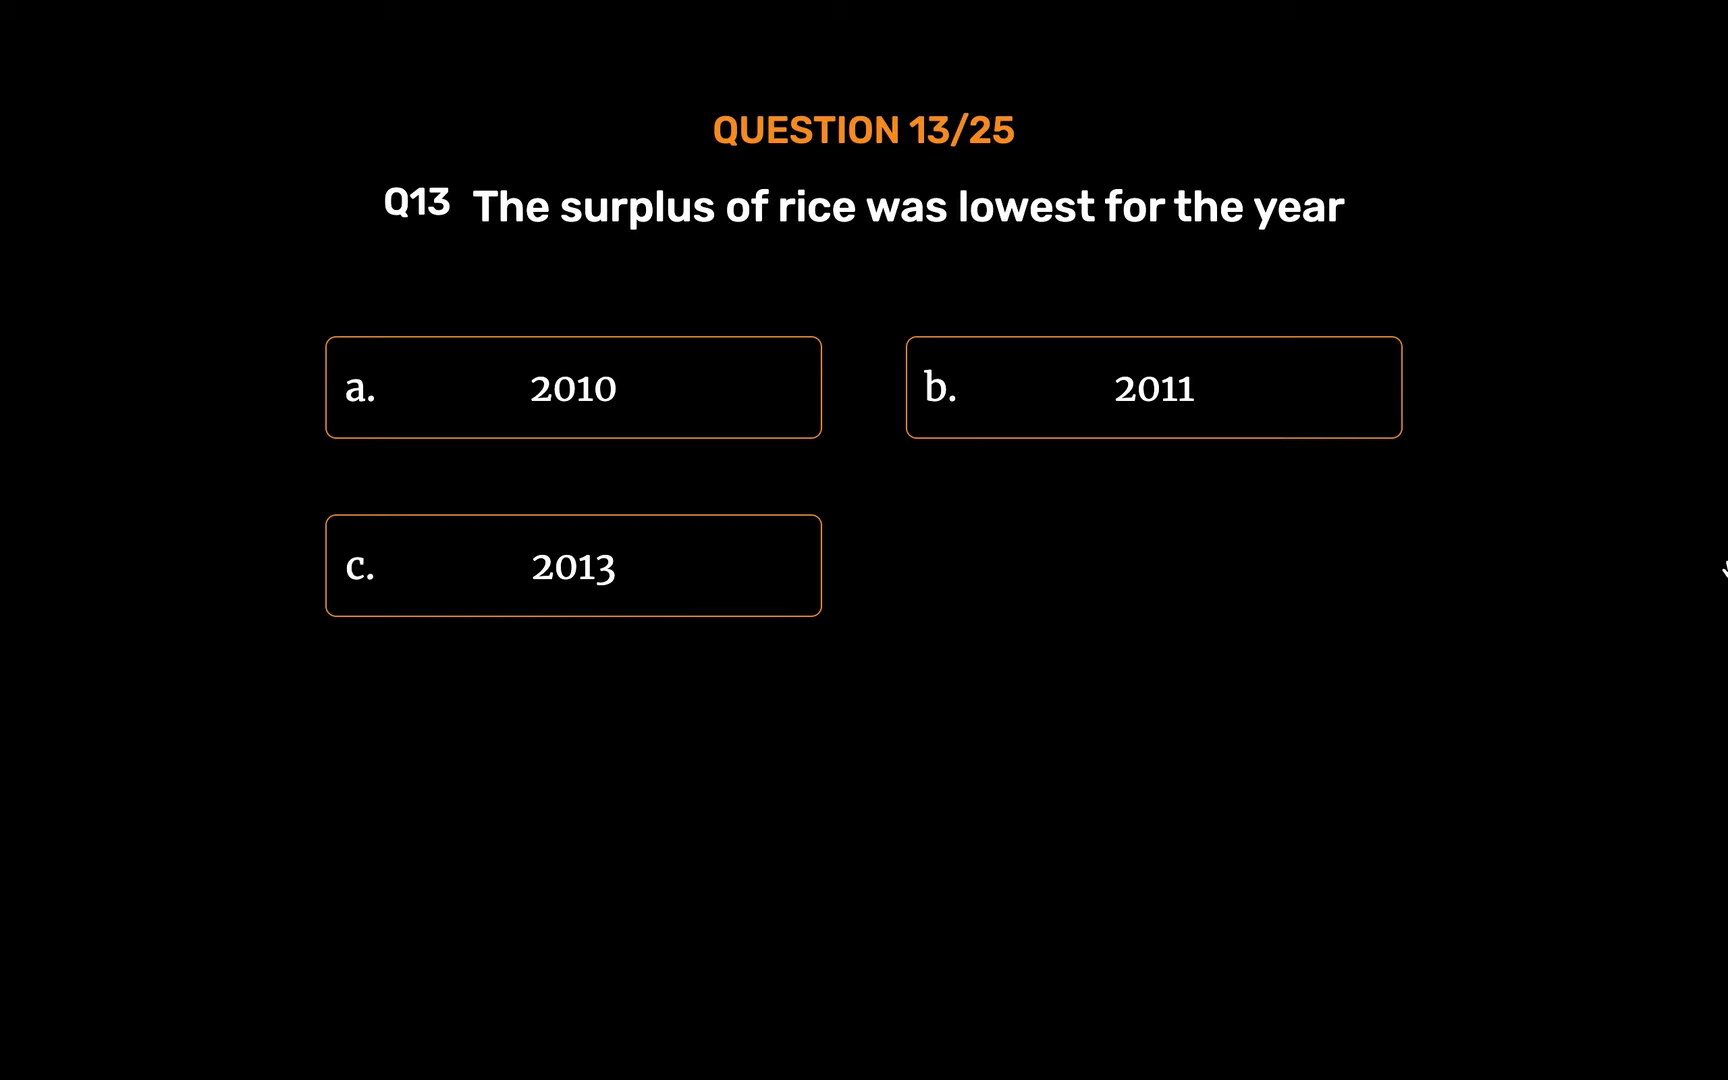 QUESTION 13/25
Q13 The surplus of rice was lowest for the year
a. 2010
b. 2011
c. 2013